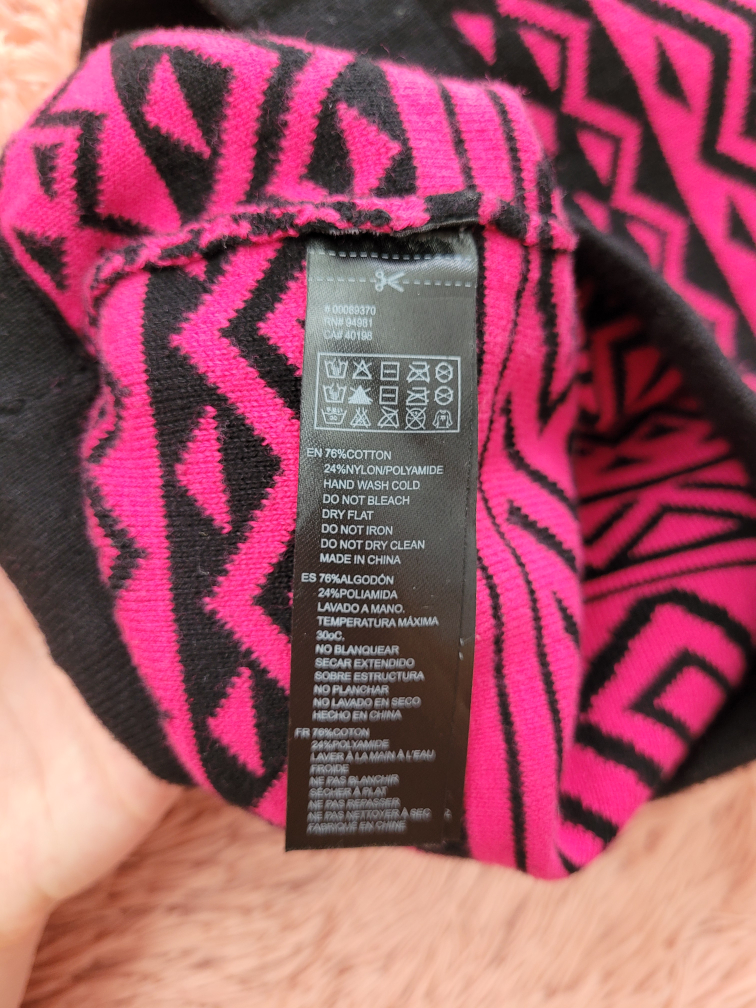 # 00089370
RN# 94981
CA# 40198
EN 76%COTTON
24%NYLON/POLYAMIDE
HAND WASH COLD
DO NOT BLEACH
DRY FLAT
DO NOT IRON
DO NOT DRY CLEAN
MADE IN CHINA
ES 76%ALGODÓN
24%POLIAMIDA
LAVADO A MANO.
TEMPERATURA MÁXIMA
30oC.
NO BLANQUEAR
SECAR EXTENDIDO
SOBRE ESTRUCTURA
NO PLANCHAR
NO LAVADO EN SECO
HECHO EN CHINA
FR 76%COTON
24%POLYAMIDE
LAVER À LA MAIN À L'EAU
FROIDE
NE PAS BLANCHIR
SÉCHER À PLAT
NE PAS REPASSER
NE PAS NETTOYER À SEC
FABRIQUÉ EN CHINE